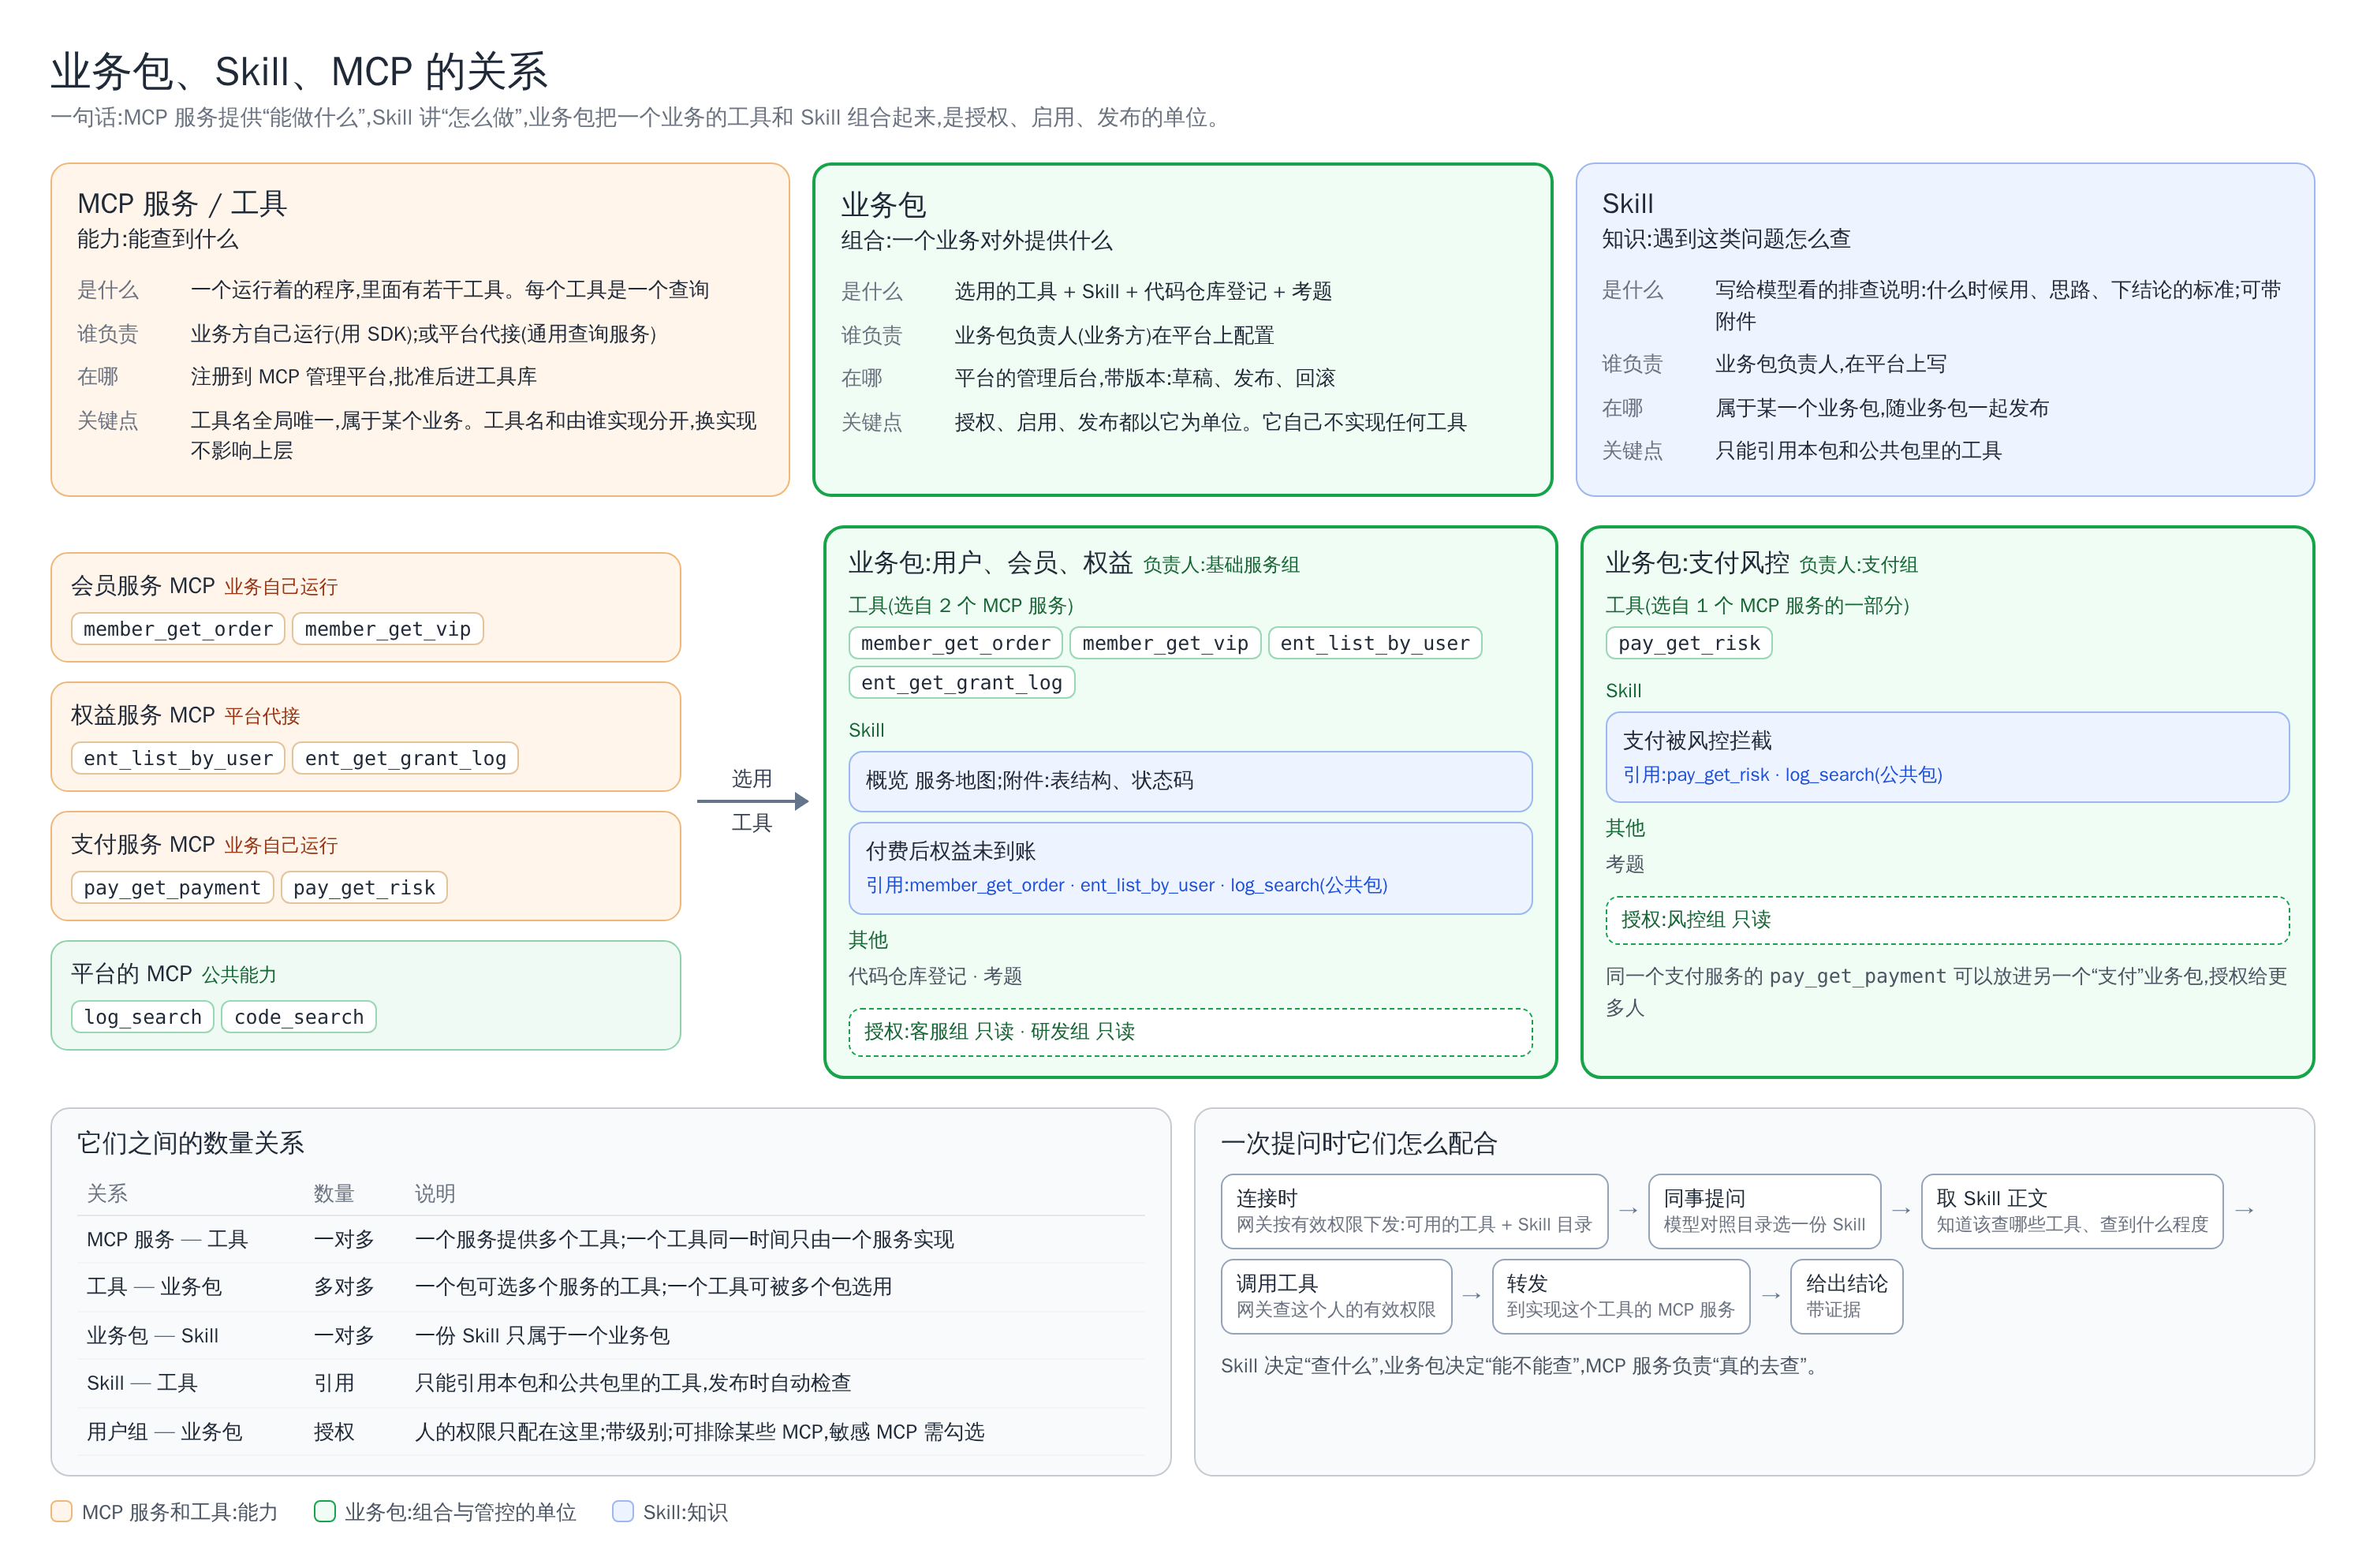 业务包、Skill、MCP 的关系
一句话:MCP 服务提供“能做什么”,Skill 讲“怎么做”,业务包把一个业务的工具和 Skill 组合起来,是授权、启用、发布的单位。
MCP 服务 / 工具
能力:能查到什么
是什么 一个运行着的程序,里面有若干工具。每个工具是一个查询
谁负责 业务方自己运行(用 SDK);或平台代接(通用查询服务)
在哪 注册到 MCP 管理平台,批准后进工具库
关键点 工具名全局唯一,属于某个业务。工具名和由谁实现分开,换实现
不影响上层
业务包
组合:一个业务对外提供什么
是什么 选用的工具 + Skill + 代码仓库登记 + 考题
谁负责 业务包负责人(业务方)在平台上配置
在哪 平台的管理后台,带版本:草稿、发布、回滚
关键点 授权、启用、发布都以它为单位。它自己不实现任何工具
Skill
知识:遇到这类问题怎么查
是什么 写给模型看的排查说明:什么时候用、思路、下结论的标准;可带
附件
谁负责 业务包负责人,在平台上写
在哪 属于某一个业务包,随业务包一起发布
关键点 只能引用本包和公共包里的工具
会员服务 MCP 业务自己运行
member_get_order member_get_vip
权益服务 MCP 平台代接
ent_list_by_user ent_get_grant_log
支付服务 MCP 业务自己运行
pay_get_payment pay_get_risk
平台的 MCP 公共能力
log_search code_search
选用
工具
业务包:用户、会员、权益 负责人:基础服务组
工具(选自 2 个 MCP 服务)
member_get_order member_get_vip ent_list_by_user
ent_get_grant_log
Skill
概览 服务地图;附件:表结构、状态码
付费后权益未到账
引用:member_get_order · ent_list_by_user · log_search(公共包)
其他
代码仓库登记 · 考题
授权:客服组 只读 · 研发组 只读
业务包:支付风控 负责人:支付组
工具(选自 1 个 MCP 服务的一部分)
pay_get_risk
Skill
支付被风控拦截
引用:pay_get_risk · log_search(公共包)
其他
考题
授权:风控组 只读
同一个支付服务的 pay_get_payment 可以放进另一个“支付”业务包,授权给更
多人
它们之间的数量关系
关系 数量 说明
MCP 服务 — 工具 一对多 一个服务提供多个工具;一个工具同一时间只由一个服务实现
工具 — 业务包 多对多 一个包可选多个服务的工具;一个工具可被多个包选用
业务包 — Skill 一对多 一份 Skill 只属于一个业务包
Skill — 工具 引用 只能引用本包和公共包里的工具,发布时自动检查
用户组 — 业务包 授权 人的权限只配在这里;带级别;可排除某些 MCP,敏感 MCP 需勾选
一次提问时它们怎么配合
连接时
网关按有效权限下发:可用的工具 + Skill 目录
→
同事提问
模型对照目录选一份 Skill
→
取 Skill 正文
知道该查哪些工具、查到什么程度
→
调用工具
网关查这个人的有效权限
→
转发
到实现这个工具的 MCP 服务
→
给出结论
带证据
Skill 决定“查什么”,业务包决定“能不能查”,MCP 服务负责“真的去查”。
MCP 服务和工具:能力 业务包:组合与管控的单位 Skill:知识